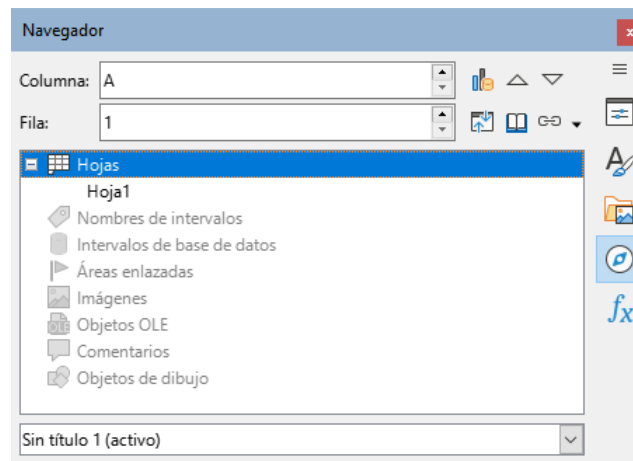 Navegador
Columna: A
Fila: 1
Hojas
Hoja1
Nombres de intervalos
Intervalos de base de datos
Áreas enlazadas
Imágenes
Objetos OLE
Comentarios
Objetos de dibujo
Sin título 1 (activo)